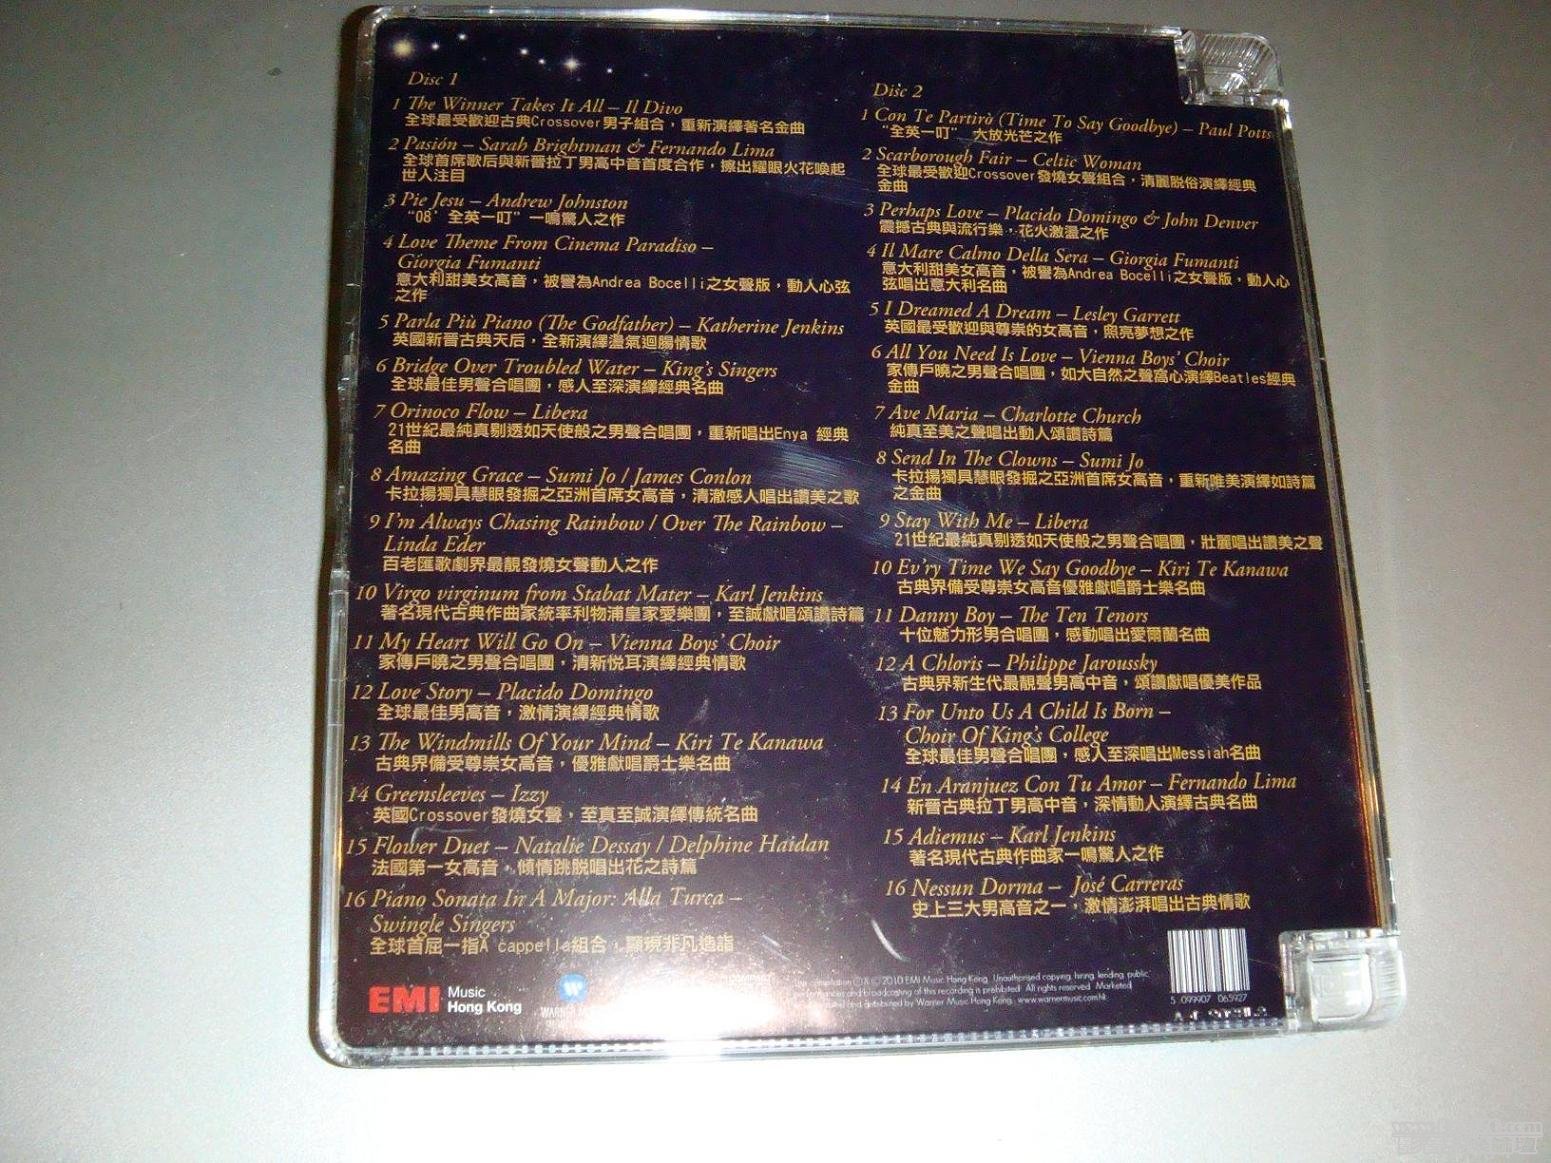 Disc 1
1 The Winner Takes It All – Il Divo
全球最受歡迎古典Crossover男子組合，重新演繹著名金曲
2 Pasión – Sarah Brightman & Fernando Lima
全球首席歌后與新晉拉丁男高中音首度合作，擦出耀眼火花喚起
世人注目
3 Pie Jesu – Andrew Johnston
“08’全英一叮”一鳴驚人之作
4 Love Theme From Cinema Paradiso –
Giorgia Fumanti
意大利甜美女高音，被譽為Andrea Bocelli之女聲版，動人心弦
之作
5 Parla Più Piano (The Godfather) – Katherine Jenkins
英國新晉古典天后，全新演繹盪氣迴腸情歌
6 Bridge Over Troubled Water – King's Singers
全球最佳男聲合唱團，感人至深演繹經典名曲
7 Orinoco Flow – Libera
21世紀最純真剔透如天使般之男聲合唱團，重新唱出Enya 經典
名曲
8 Amazing Grace – Sumi Jo / James Conlon
卡拉揚獨具慧眼發掘之亞洲首席女高音，清澈感人唱出讚美之歌
9 I'm Always Chasing Rainbow / Over The Rainbow –
Linda Eder
百老匯歌劇界最靚發燒女聲動人之作
10 Virgo virginum from Stabat Mater – Karl Jenkins
著名現代古典作曲家統率利物浦皇家愛樂團，至誠獻唱頌讚詩篇
11 My Heart Will Go On – Vienna Boys' Choir
家傳戶曉之男聲合唱團，清新悅耳演繹經典情歌
12 Love Story – Placido Domingo
全球最佳男高音，激情演繹經典情歌
13 The Windmills Of Your Mind – Kiri Te Kanawa
古典界備受尊崇女高音，優雅獻唱爵士樂名曲
14 Greensleeves – Izzy
英國Crossover發燒女聲，至真至誠演繹傳統名曲
15 Flower Duet – Natalie Dessay / Delphine Haidan
法國第一女高音，傾情跳脫唱出花之詩篇
16 Piano Sonata In A Major: Alla Turca –
Swingle Singers
全球首屈一指A cappella組合，顯現非凡造詣
Disc 2
1 Con Te Partirà (Time To Say Goodbye) – Paul Potts
“全英一叮” 大放光芒之作
2 Scarborough Fair – Celtic Woman
全球最受歡迎Crossover發燒女聲組合，清麗脫俗演繹經典
金曲
3 Perhaps Love – Placido Domingo & John Denver
震撼古典與流行樂，花火激盪之作
4 Il Mare Calmo Della Sera – Giorgia Fumanti
意大利甜美女高音，被譽為Andrea Bocelli之女聲版，動人心
弦唱出意大利名曲
5 I Dreamed A Dream – Lesley Garrett
英國最受歡迎與尊崇的女高音，照亮夢想之作
6 All You Need Is Love – Vienna Boys' Choir
家傳戶曉之男聲合唱團，如大自然之聲窩心演繹Beatles經典
金曲
7 Ave Maria – Charlotte Church
純真至美之聲唱出動人頌讚詩篇
8 Send In The Clowns – Sumi Jo
卡拉揚獨具慧眼發掘之亞洲首席女高音，重新唯美演繹如詩篇
之金曲
9 Stay With Me – Libera
21世紀最純真剔透如天使般之男聲合唱團，壯麗唱出讚美之聲
10 Ev'ry Time We Say Goodbye – Kiri Te Kanawa
古典界備受尊崇女高音優雅獻唱爵士樂名曲
11 Danny Boy – The Ten Tenors
十位魅力形男合唱團，感動唱出愛爾蘭名曲
12 A Chloris – Philippe Jaroussky
古典界新生代最靚聲男高中音，頌讚獻唱優美作品
13 For Unto Us A Child Is Born –
Choir Of King's College
全球最佳男聲合唱團，感人至深唱出Messiah名曲
14 En Aranjuez Con Tu Amor – Fernando Lima
新晉古典拉丁男高中音，深情動人演繹古典名曲
15 Adiemus – Karl Jenkins
著名現代古典作曲家一鳴驚人之作
16 Nessun Dorma – José Carreras
史上三大男高音之一，激情澎湃唱出古典情歌
EMI Music
Hong Kong
compilation ℗ & © 2010 EMI Music Hong Kong. Unauthorised copying, hiring, lending, public
performances and broadcasting of this recording is prohibited. Marketed
and distributed by Warner Music Hong Kong. www.warnermusic.com.hk
5 099907 065927